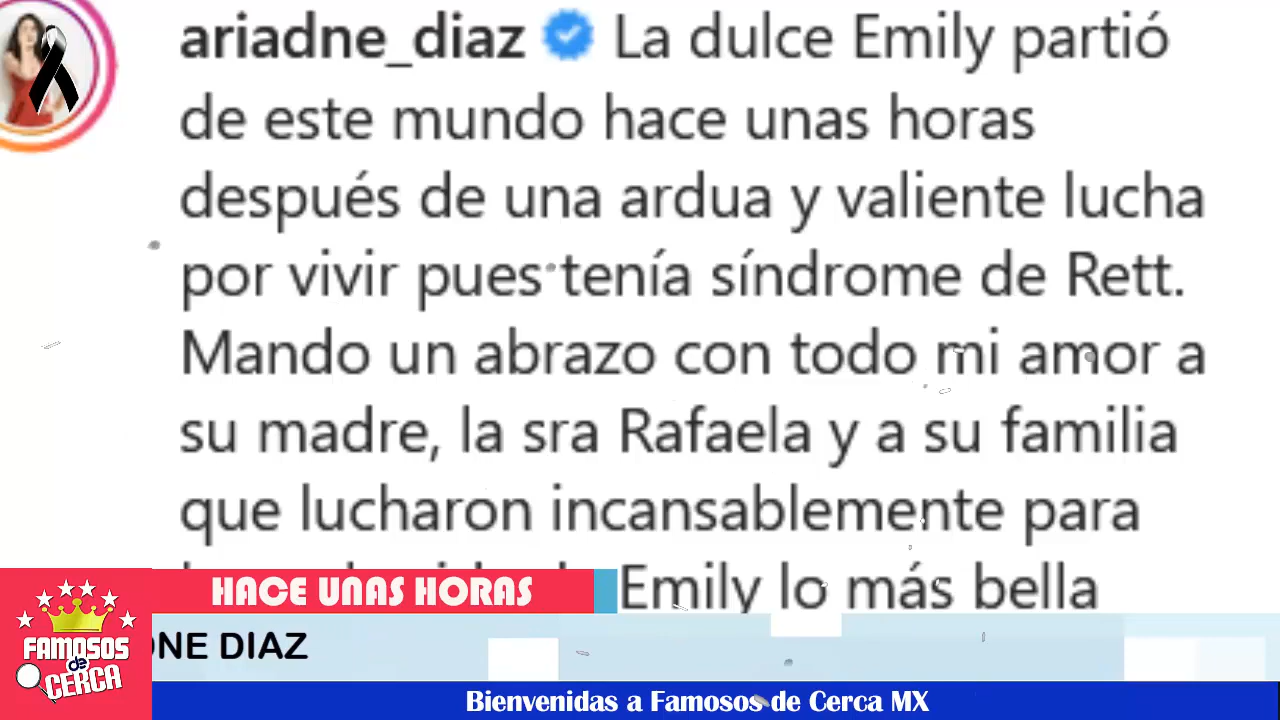 ariadne_diaz La dulce Emily partió
de este mundo hace unas horas
después de una ardua y valiente lucha
por vivir pues tenía síndrome de Rett.
Mando un abrazo con todo mi amor a
su madre, la sra Rafaela y a su familia
que lucharon incansablemente para
Emily lo más bella
HACE UNAS HORAS
DIAZ
FAMOSOS
de
CERCA
Bienvenidas a Famosos de Cerca MX